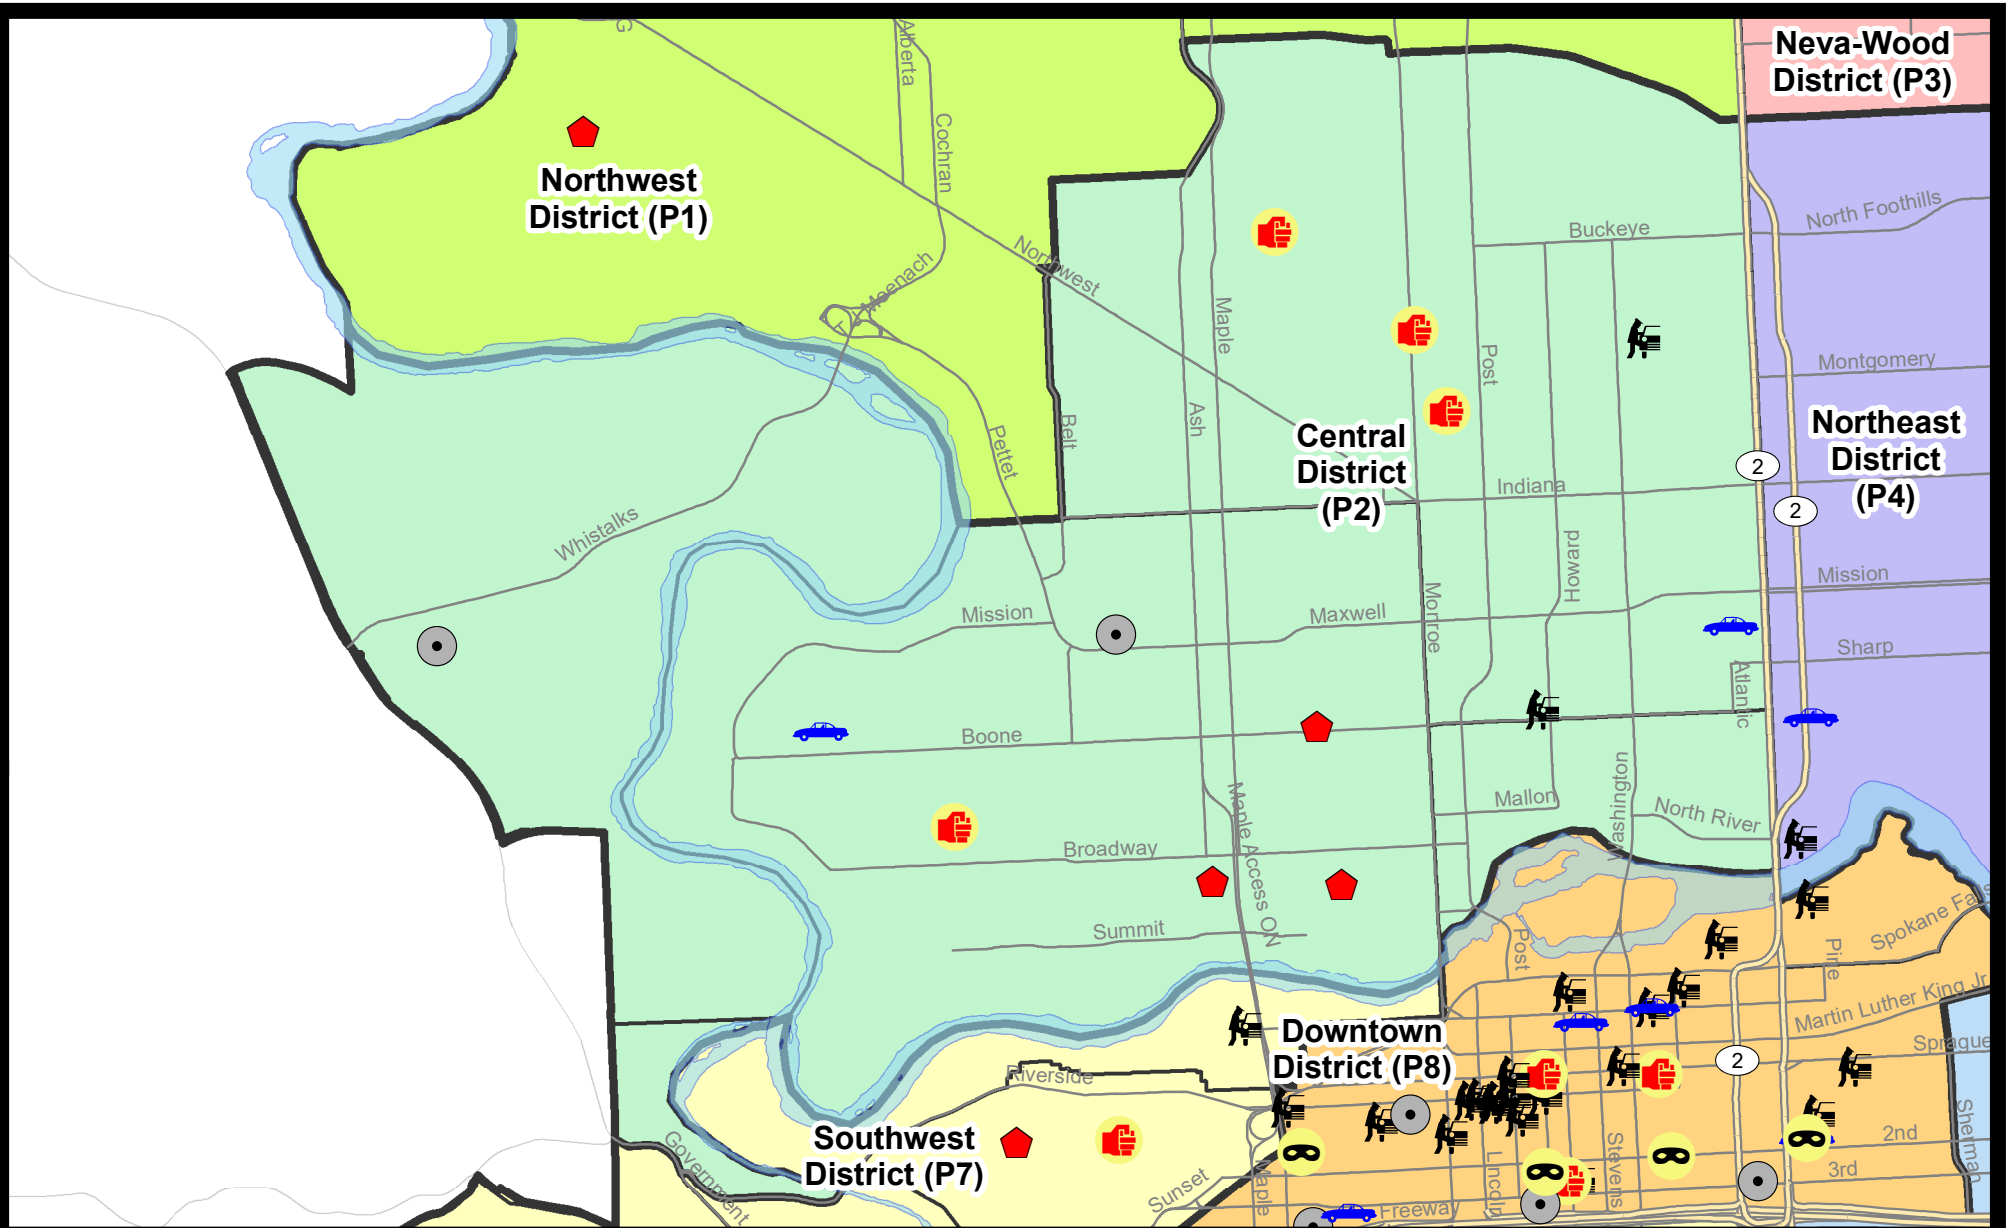 G
Alberta
Cochran
Neva-Wood
District (P3)
Northwest
District (P1)
North Foothills
Buckeye
Northwest
Meenach
Maple
Post
Montgomery
Ash
Belt
Pettet
Central
District
(P2)
Northeast
District
(P4)
2
2
Indiana
Whistalks
Howard
Mission
Mission
Maxwell
Monroe
Sharp
Atlantic
Boone
Washington
Mallon
North River
Maple Access ON
Broadway
Summit
Post
Pine
Spokane Fa
Martin Luther King Jr
Downtown
District (P8)
2
Sprague
Riverside
Southwest
District (P7)
Government
Sunset
Maple
Lincoln
Stevens
2nd
3rd
Sherman
Freeway